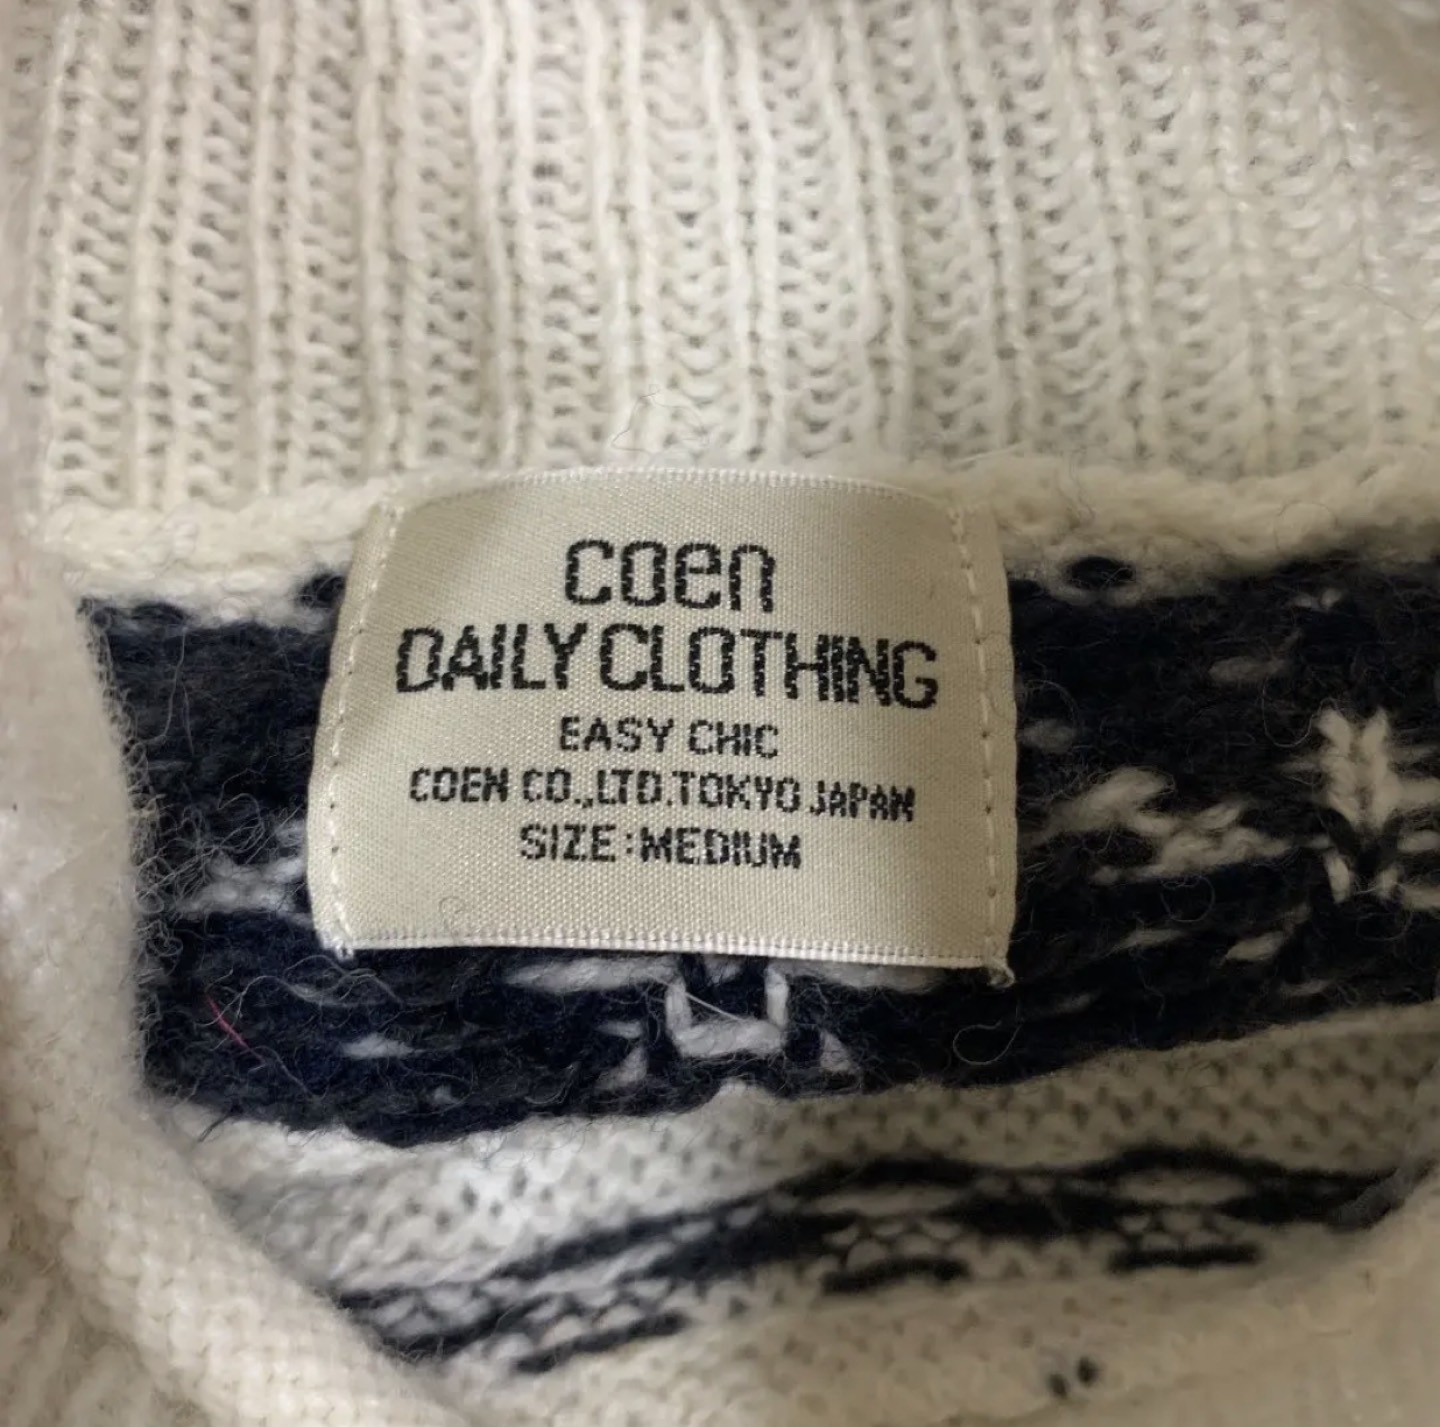 coen
DAILY CLOTHING
EASY CHIC
COEN CO.,LTD.TOKYO JAPAN
SIZE:MEDIUM